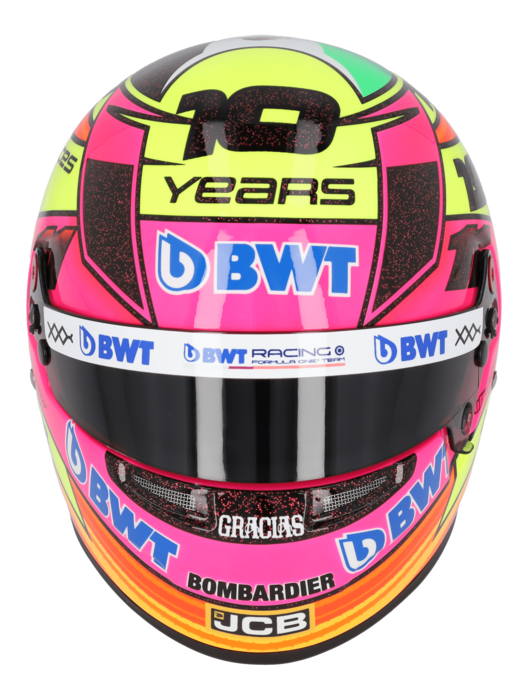 10
YEARS
BWT
BWT
BWT RACING
FORMULA ONE TEAM
BWT
GRACIAS
BWT
BWT
BOMBARDIER
JCB